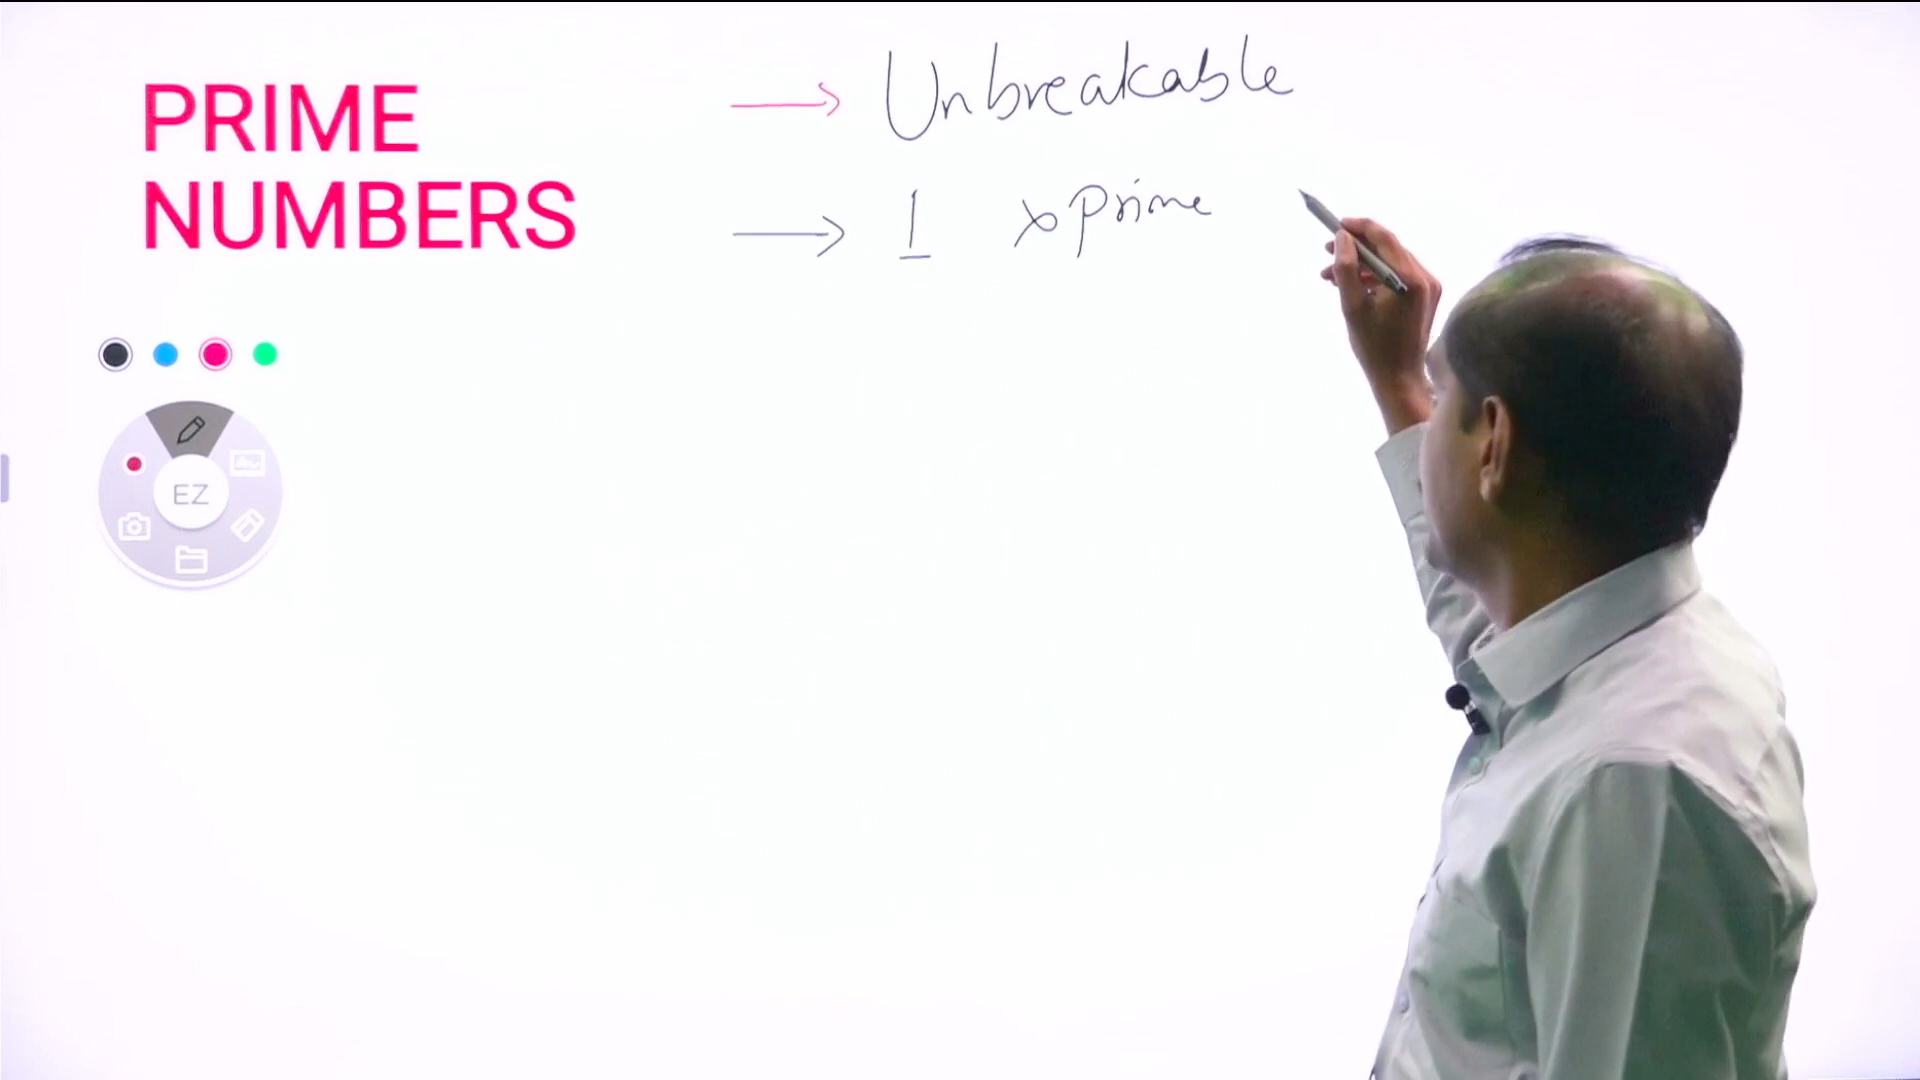 PRIME
NUMBERS
→ Unbreakable
→ 1 x Prime
EZ